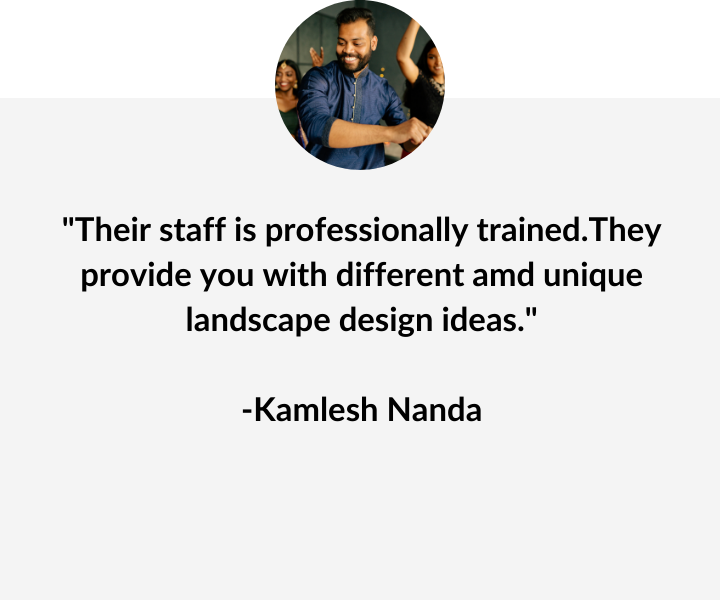 "Their staff is professionally trained.They
provide you with different amd unique
landscape design ideas."
-Kamlesh Nanda